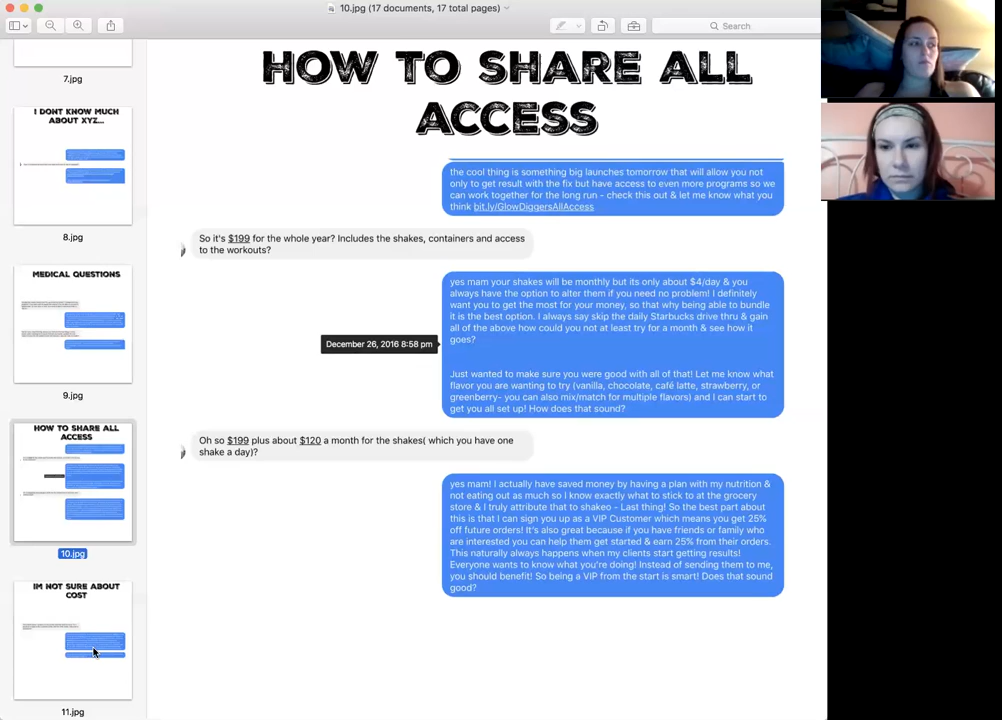 10.jpg (17 documents, 17 total pages)
Search
7.jpg
I DONT KNOW MUCH
ABOUT XYZ...
8.jpg
MEDICAL QUESTIONS
9.jpg
HOW TO SHARE ALL
ACCESS
10.jpg
IM NOT SURE ABOUT
COST
11.jpg
HOW TO SHARE ALL
ACCESS
the cool thing is something big launches tomorrow that will allow you not
only to get result with the fix but have access to even more programs so we
can work together for the long run - check this out & let me know what you
think bit.ly/GlowDiggersAllAccess
So it's $199 for the whole year? Includes the shakes, containers and access
to the workouts?
yes mam your shakes will be monthly but its only about $4/day & you
always have the option to alter them if you need no problem! I definitely
want you to get the most for your money, so that why being able to bundle
it is the best option. I always say skip the daily Starbucks drive thru & gain
all of the above how could you not at least try for a month & see how it
goes?
December 26, 2016 8:58 pm
Just wanted to make sure you were good with all of that! Let me know what
flavor you are wanting to try (vanilla, chocolate, café latte, strawberry, or
greenberry- you can also mix/match for multiple flavors) and I can start to
get you all set up! How does that sound?
Oh so $199 plus about $120 a month for the shakes( which you have one
shake a day)?
yes mam! I actually have saved money by having a plan with my nutrition &
not eating out as much so I know exactly what to stick to at the grocery
store & I truly attribute that to shakeo - Last thing! So the best part about
this is that I can sign you up as a VIP Customer which means you get 25%
off future orders! It's also great because if you have friends or family who
are interested you can help them get started & earn 25% from their orders.
This naturally always happens when my clients start getting results!
Everyone wants to know what you're doing! Instead of sending them to me,
you should benefit! So being a VIP from the start is smart! Does that sound
good?